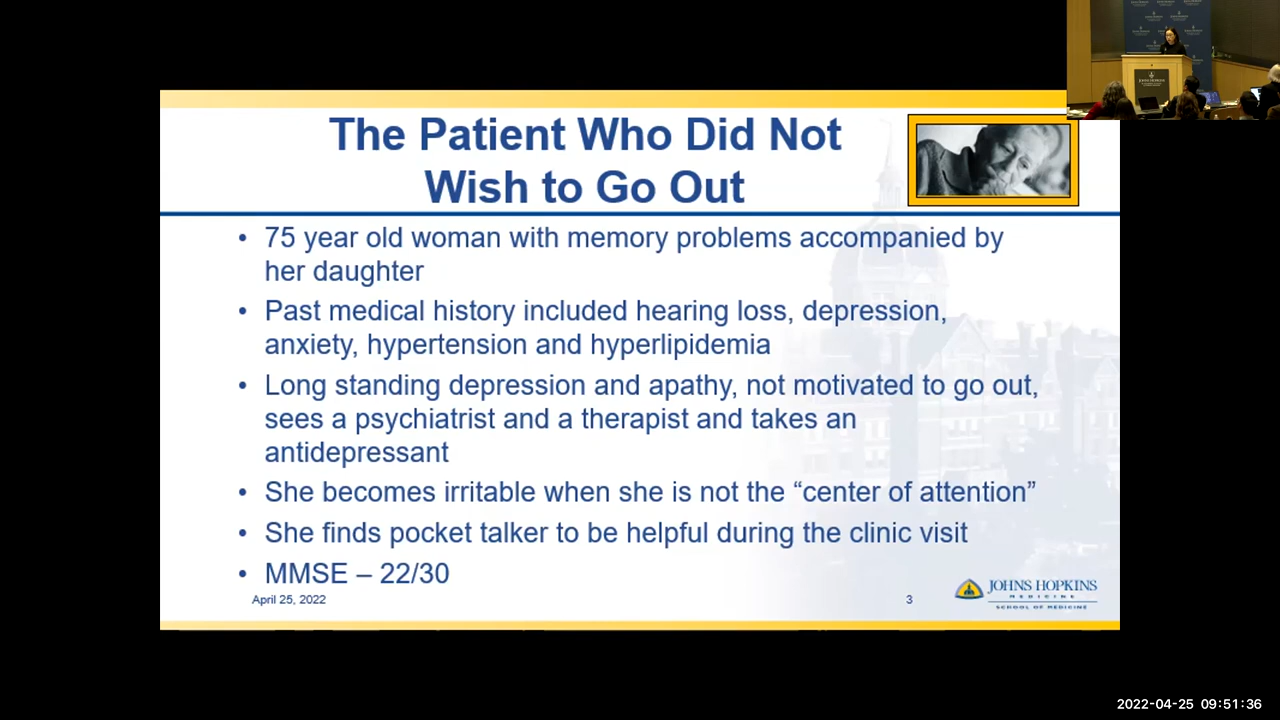 The Patient Who Did Not
Wish to Go Out
• 75 year old woman with memory problems accompanied by
her daughter
• Past medical history included hearing loss, depression,
anxiety, hypertension and hyperlipidemia
• Long standing depression and apathy, not motivated to go out,
sees a psychiatrist and a therapist and takes an
antidepressant
• She becomes irritable when she is not the “center of attention”
• She finds pocket talker to be helpful during the clinic visit
• MMSE – 22/30
April 25, 2022
3
JOHNS HOPKINS
MEDICINE
SCHOOL OF MEDICINE
2022-04-25 09:51:36